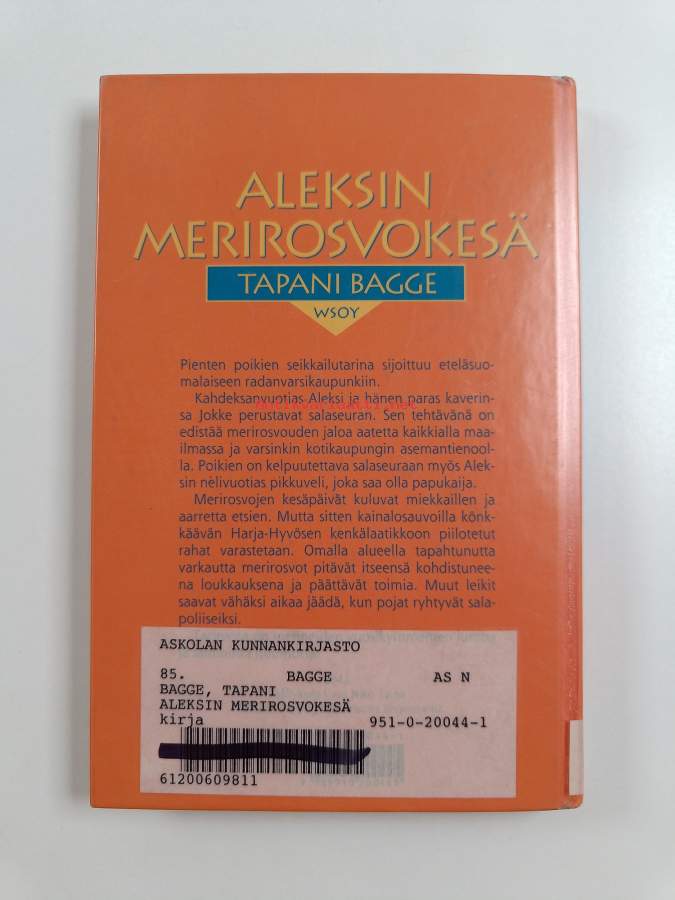 ALEKSIN
MERIROSVOKESÄ
TAPANI BAGGE
WSOY
Pienten poikien seikkailutarina sijoittuu eteläsuo-
malaiseen radanvarsikaupunkiin.
Kahdeksanvuotias Aleksi ja hänen paras kaverin-
sa Jokke perustavat salaseuran. Sen tehtävänä on
edistää merirosvouden jaloa aatetta kaikkialla maa-
ilmassa ja varsinkin kotikaupungin asemantienool-
la. Poikien on kelpuutettava salaseuraan myös Alek-
sin nelivuotias pikkuveli, joka saa olla papukaija.
Merirosvojen kesäpäivät kuluvat miekkaillen ja
aarretta etsien. Mutta sitten kainalosauvoilla könk-
käävän Harja-Hyvösen kenkälaatikkoon piilotetut
rahat varastetaan. Omalla alueella tapahtunutta
varkautta merirosvot pitävät itseensä kohdistunee-
na loukkauksena ja päättävät toimia. Muut leikit
saavat vähäksi aikaa jäädä, kun pojat ryhtyvät sala-
poliiseiksi.
ASKOLAN KUNNANKIRJASTO
85. BAGGE AS N
BAGGE, TAPANI
ALEKSIN MERIROSVOKESÄ
kirja 951-0-20044-1
61200609811